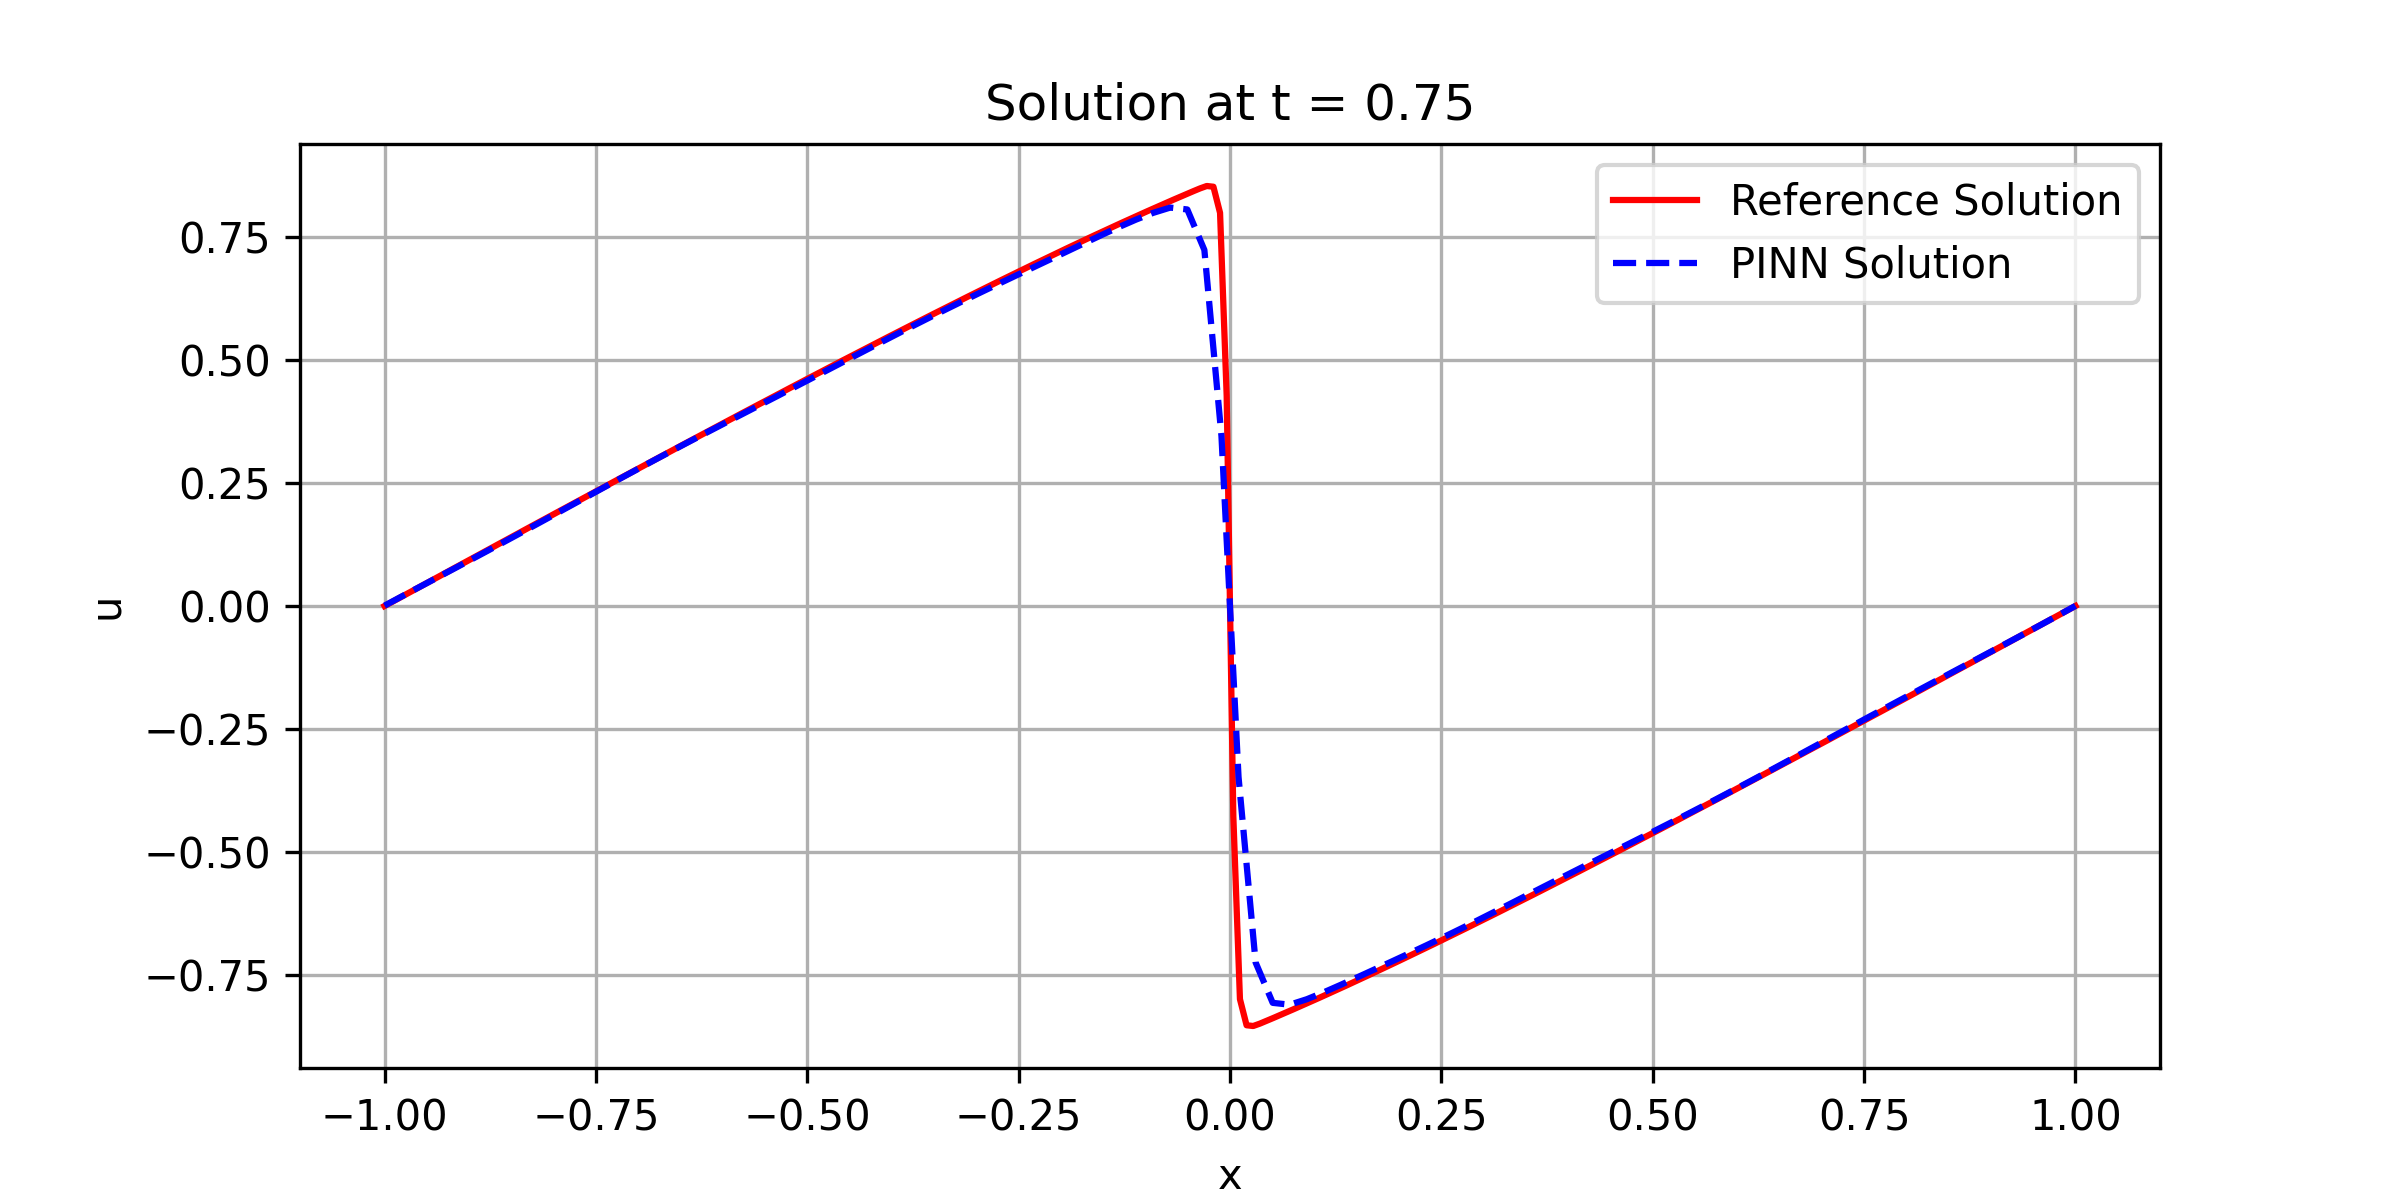 Solution at t = 0.75
Reference Solution
PINN Solution
u
0.75
0.50
0.25
0.00
−0.25
−0.50
−0.75
−1.00 −0.75 −0.50 −0.25 0.00 0.25 0.50 0.75 1.00
x